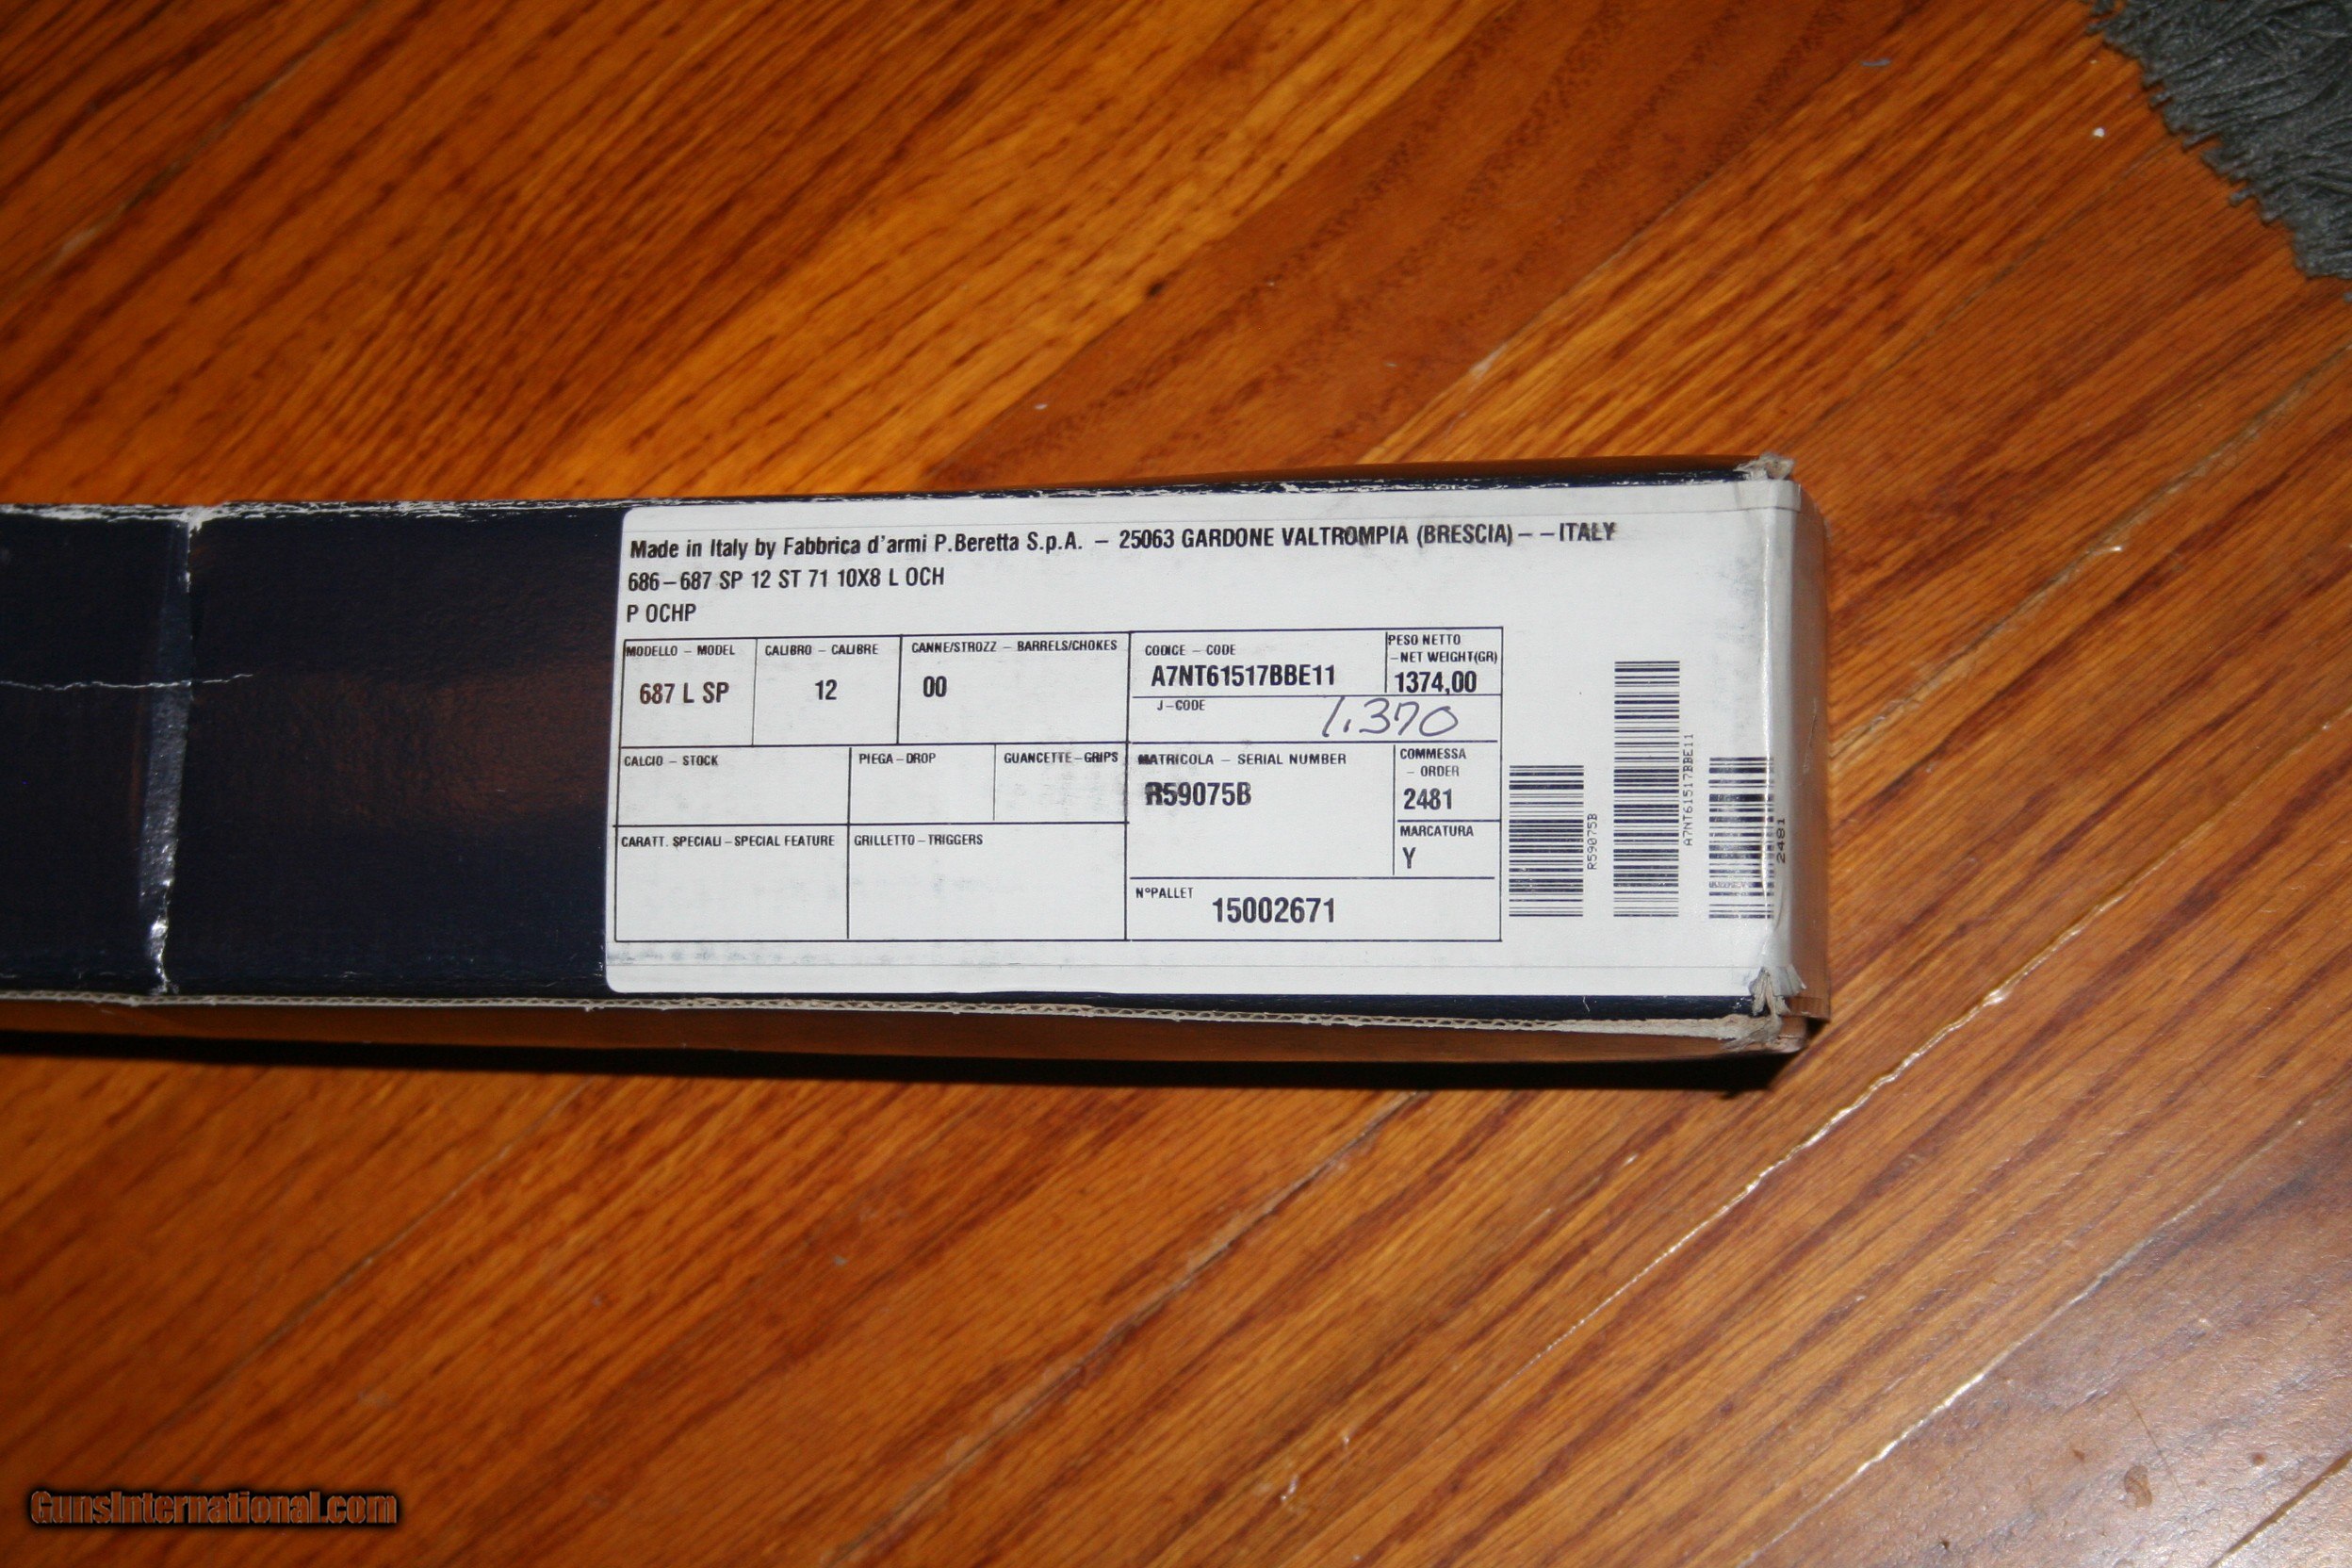 Made in Italy by Fabbrica d'armi P.Beretta S.p.A. – 25063 GARDONE VALTROMPIA (BRESCIA) – – ITALY
686–687 SP 12 ST 71 10X8 L OCH
P OCHP
MODELLO – MODEL
687 L SP
CALIBRO – CALIBRE
12
CANNE/STROZZ – BARRELS/CHOKES
00
CODICE – CODE
A7NT61517BBE11
PESO NETTO
–NET WEIGHT(GR)
1374,00
J–CODE
1.370
CALCIO – STOCK
PIEGA–DROP
GUANCETTE–GRIPS
MATRICOLA – SERIAL NUMBER
R59075B
COMMESSA
– ORDER
2481
CARATT. SPECIALI–SPECIAL FEATURE
GRILLETTO–TRIGGERS
MARCATURA
Y
N°PALLET
15002671
R59075B
A7NT61517BBE11
2481
GunsInternational.com